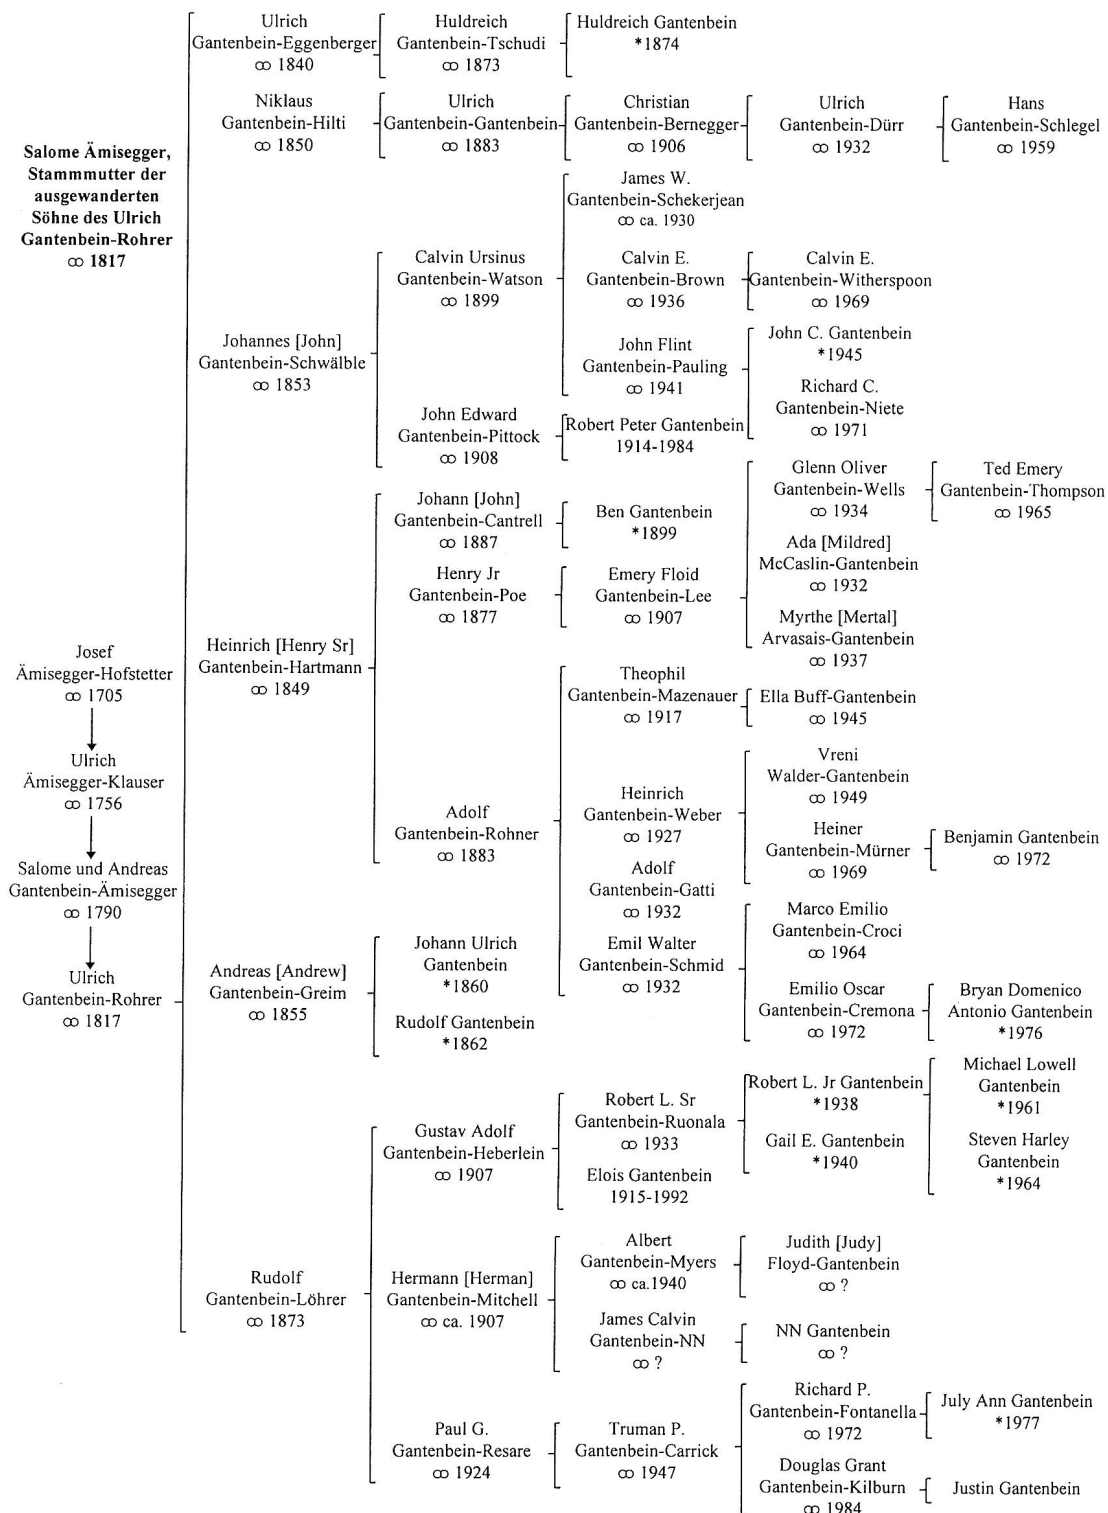 Salome Ämisegger,
Stammmutter der
ausgewanderten
Söhne des Ulrich
Gantenbein-Rohrer
⚭ 1817
Josef
Ämisegger-Hofstetter
⚭ 1705
Ulrich
Ämisegger-Klauser
⚭ 1756
Salome und Andreas
Gantenbein-Ämisegger
⚭ 1790
Ulrich
Gantenbein-Rohrer
⚭ 1817
Ulrich
Gantenbein-Eggenberger
⚭ 1840
Niklaus
Gantenbein-Hilti
⚭ 1850
Johannes [John]
Gantenbein-Schwälble
⚭ 1853
Heinrich [Henry Sr]
Gantenbein-Hartmann
⚭ 1849
Andreas [Andrew]
Gantenbein-Greim
⚭ 1855
Rudolf
Gantenbein-Löhrer
⚭ 1873
Huldreich
Gantenbein-Tschudi
⚭ 1873
Ulrich
Gantenbein-Gantenbein
⚭ 1883
Calvin Ursinus
Gantenbein-Watson
⚭ 1899
John Edward
Gantenbein-Pittock
⚭ 1908
Johann [John]
Gantenbein-Cantrell
⚭ 1887
Henry Jr
Gantenbein-Poe
⚭ 1877
Adolf
Gantenbein-Rohner
⚭ 1883
Johann Ulrich
Gantenbein
*1860
Rudolf Gantenbein
*1862
Gustav Adolf
Gantenbein-Heberlein
⚭ 1907
Hermann [Herman]
Gantenbein-Mitchell
⚭ ca. 1907
Paul G.
Gantenbein-Resare
⚭ 1924
Huldreich Gantenbein
*1874
Christian
Gantenbein-Bernegger
⚭ 1906
James W.
Gantenbein-Schekerjean
⚭ ca. 1930
Calvin E.
Gantenbein-Brown
⚭ 1936
John Flint
Gantenbein-Pauling
⚭ 1941
Robert Peter Gantenbein
1914-1984
Ben Gantenbein
*1899
Emery Floid
Gantenbein-Lee
⚭ 1907
Theophil
Gantenbein-Mazenauer
⚭ 1917
Heinrich
Gantenbein-Weber
⚭ 1927
Adolf
Gantenbein-Gatti
⚭ 1932
Emil Walter
Gantenbein-Schmid
⚭ 1932
Robert L. Sr
Gantenbein-Ruonala
⚭ 1933
Elois Gantenbein
1915-1992
Albert
Gantenbein-Myers
⚭ ca.1940
James Calvin
Gantenbein-NN
⚭ ?
Truman P.
Gantenbein-Carrick
⚭ 1947
Ulrich
Gantenbein-Dürr
⚭ 1932
Calvin E.
Gantenbein-Witherspoon
⚭ 1969
John C. Gantenbein
*1945
Richard C.
Gantenbein-Niete
⚭ 1971
Glenn Oliver
Gantenbein-Wells
⚭ 1934
Ada [Mildred]
McCaslin-Gantenbein
⚭ 1932
Myrthe [Mertal]
Arvasais-Gantenbein
⚭ 1937
Ella Buff-Gantenbein
⚭ 1945
Vreni
Walder-Gantenbein
⚭ 1949
Heiner
Gantenbein-Mürner
⚭ 1969
Marco Emilio
Gantenbein-Croci
⚭ 1964
Emilio Oscar
Gantenbein-Cremona
⚭ 1972
Robert L. Jr Gantenbein
*1938
Gail E. Gantenbein
*1940
Judith [Judy]
Floyd-Gantenbein
⚭ ?
NN Gantenbein
⚭ ?
Richard P.
Gantenbein-Fontanella
⚭ 1972
Douglas Grant
Gantenbein-Kilburn
⚭ 1984
Hans
Gantenbein-Schlegel
⚭ 1959
Ted Emery
Gantenbein-Thompson
⚭ 1965
Benjamin Gantenbein
⚭ 1972
Bryan Domenico
Antonio Gantenbein
*1976
Michael Lowell
Gantenbein
*1961
Steven Harley
Gantenbein
*1964
July Ann Gantenbein
*1977
Justin Gantenbein